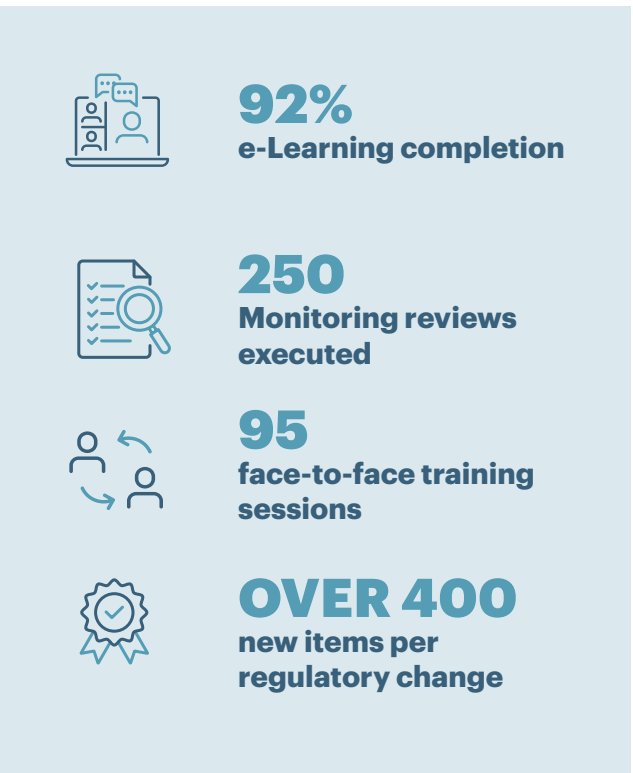 92%
e-Learning completion
250
Monitoring reviews
executed
95
face-to-face training
sessions
OVER 400
new items per
regulatory change